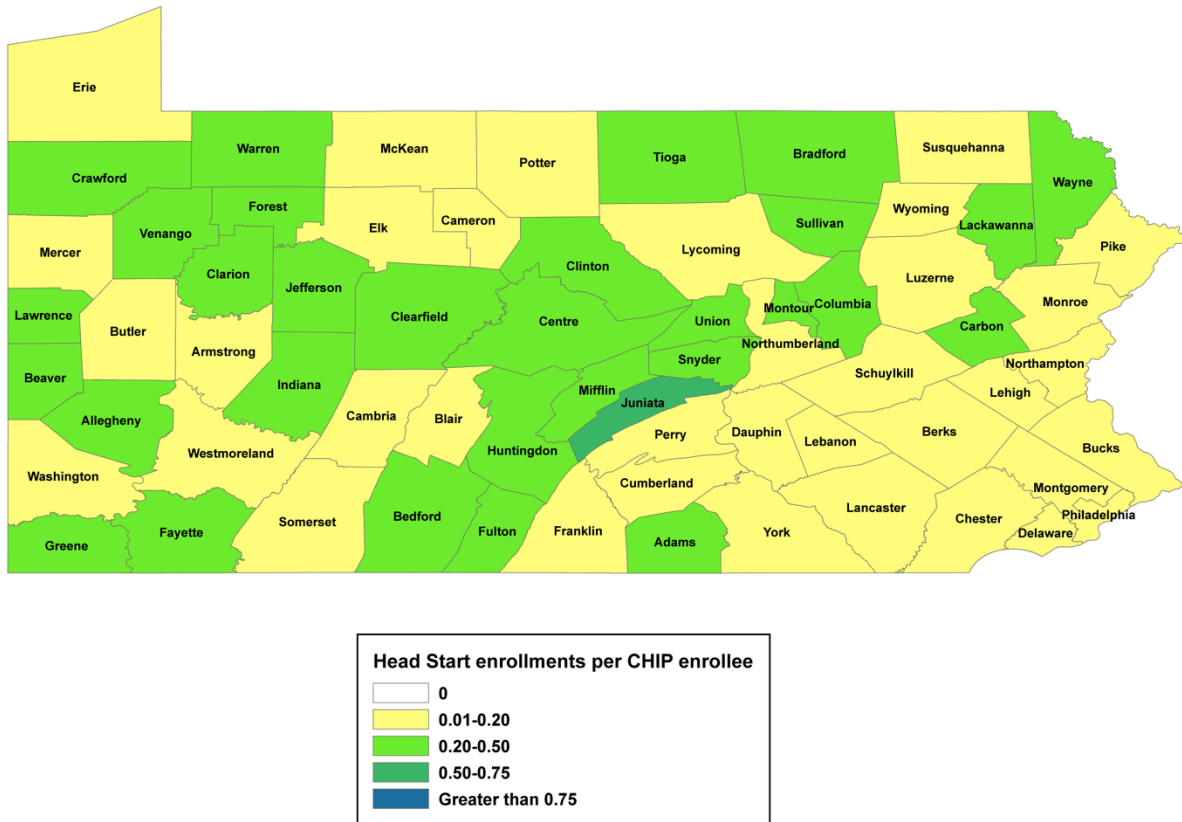 Erie
Warren
McKean
Potter
Tioga
Bradford
Susquehanna
Wayne
Crawford
Forest
Venango
Elk
Cameron
Sullivan
Wyoming
Lackawanna
Mercer
Clarion
Jefferson
Clinton
Lycoming
Luzerne
Pike
Lawrence
Butler
Armstrong
Clearfield
Centre
Union
Montour
Columbia
Monroe
Carbon
Beaver
Indiana
Mifflin
Snyder
Northumberland
Schuylkill
Northampton
Lehigh
Allegheny
Cambria
Blair
Juniata
Huntingdon
Perry
Dauphin
Lebanon
Berks
Bucks
Washington
Westmoreland
Cumberland
Montgomery
Greene
Fayette
Somerset
Bedford
Fulton
Franklin
Adams
York
Lancaster
Chester
Delaware
Philadelphia
Head Start enrollments per CHIP enrollee
0
0.01-0.20
0.20-0.50
0.50-0.75
Greater than 0.75